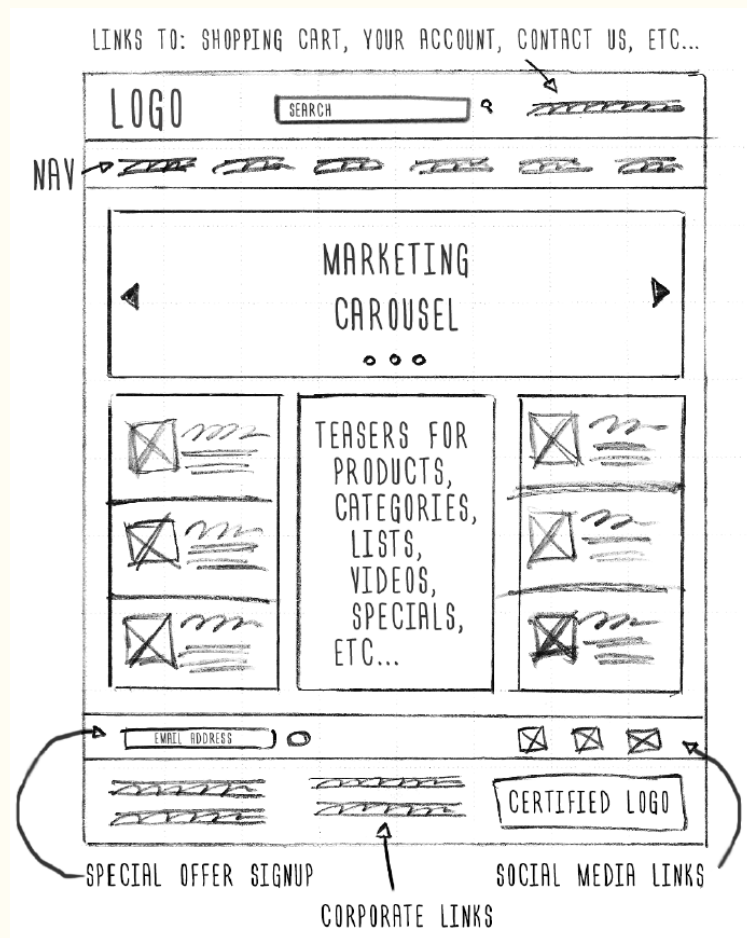 LINKS TO: SHOPPING CART, YOUR ACCOUNT, CONTACT US, ETC...
LOGO
SEARCH
NAV
MARKETING
CAROUSEL
TEASERS FOR
PRODUCTS,
CATEGORIES,
LISTS,
VIDEOS,
SPECIALS,
ETC...
EMAIL ADDRESS
CERTIFIED LOGO
SPECIAL OFFER SIGNUP
SOCIAL MEDIA LINKS
CORPORATE LINKS